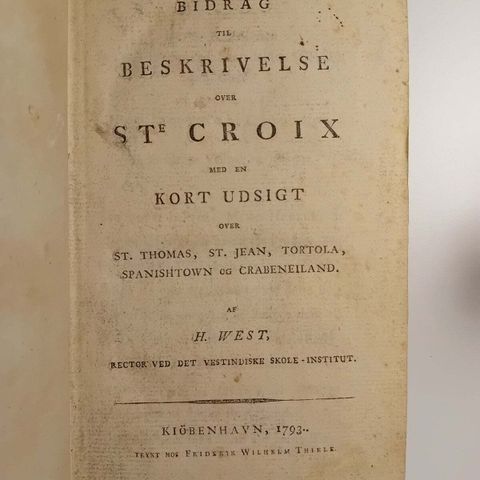 BIDRAG
TIL
BESKRIVELSE
OVER
STE CROIX
MED EN
KORT UDSIGT
OVER
ST. THOMAS, ST. JEAN, TORTOLA,
SPANISHTOWN OG CRABENEILAND.
AF
H. WEST,
RECTOR VED DET VESTINDISKE SKOLE-INSTITUT.
KIÖBENHAVN, 1793.
TRYKT HOS FRIDERIK WILHELM THIELE.